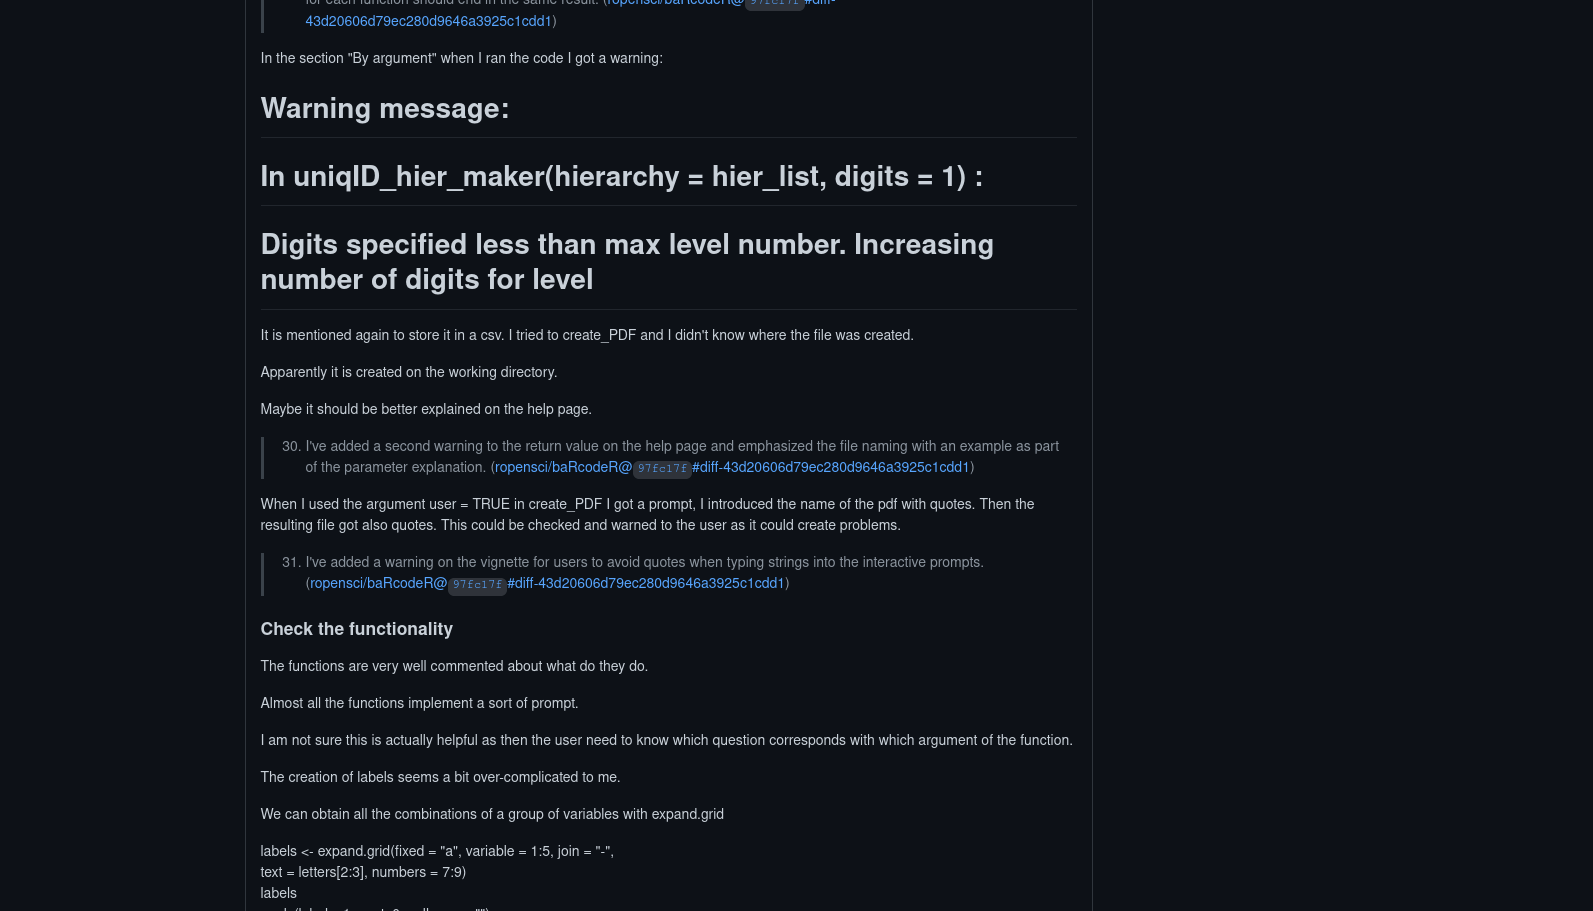 for each function should end in the same result. (ropensci/baRcodeR@97fc17f#diff-
43d20606d79ec280d9646a3925c1cdd1)
In the section "By argument" when I ran the code I got a warning:
Warning message:
In uniqID_hier_maker(hierarchy = hier_list, digits = 1) :
Digits specified less than max level number. Increasing
number of digits for level
It is mentioned again to store it in a csv. I tried to create_PDF and I didn't know where the file was created.
Apparently it is created on the working directory.
Maybe it should be better explained on the help page.
30. I've added a second warning to the return value on the help page and emphasized the file naming with an example as part
of the parameter explanation. (ropensci/baRcodeR@97fc17f#diff-43d20606d79ec280d9646a3925c1cdd1)
When I used the argument user = TRUE in create_PDF I got a prompt, I introduced the name of the pdf with quotes. Then the
resulting file got also quotes. This could be checked and warned to the user as it could create problems.
31. I've added a warning on the vignette for users to avoid quotes when typing strings into the interactive prompts.
(ropensci/baRcodeR@97fc17f#diff-43d20606d79ec280d9646a3925c1cdd1)
Check the functionality
The functions are very well commented about what do they do.
Almost all the functions implement a sort of prompt.
I am not sure this is actually helpful as then the user need to know which question corresponds with which argument of the function.
The creation of labels seems a bit over-complicated to me.
We can obtain all the combinations of a group of variables with expand.grid
labels <- expand.grid(fixed = "a", variable = 1:5, join = "-",
text = letters[2:3], numbers = 7:9)
labels